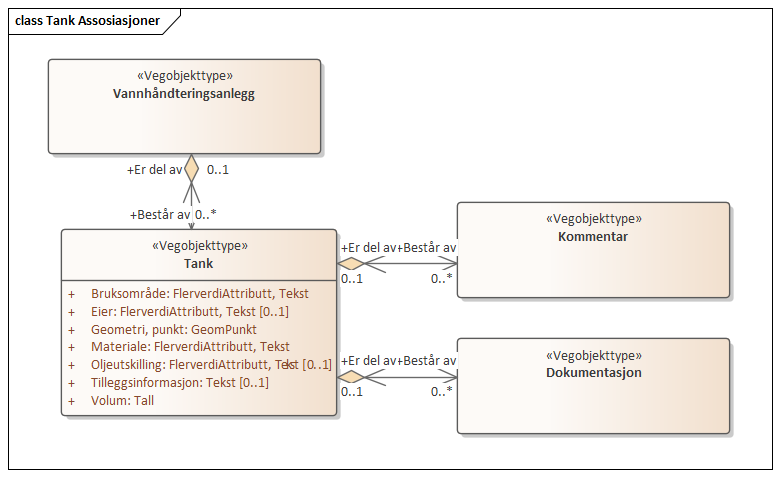 class Tank Assosiasjoner
«Vegobjekttype»
Vannhåndteringsanlegg
+Er del av 0..1
+Består av 0..*
«Vegobjekttype»
Tank
+ Bruksområde: FlerverdiAttributt, Tekst
+ Eier: FlerverdiAttributt, Tekst [0..1]
+ Geometri, punkt: GeomPunkt
+ Materiale: FlerverdiAttributt, Tekst
+ Oljeutskilling: FlerverdiAttributt, Tekst [0..1]
+ Tilleggsinformasjon: Tekst [0..1]
+ Volum: Tall
+Er del av +Består av
0..1 0..*
«Vegobjekttype»
Kommentar
+Er del av +Består av
0..1 0..*
«Vegobjekttype»
Dokumentasjon